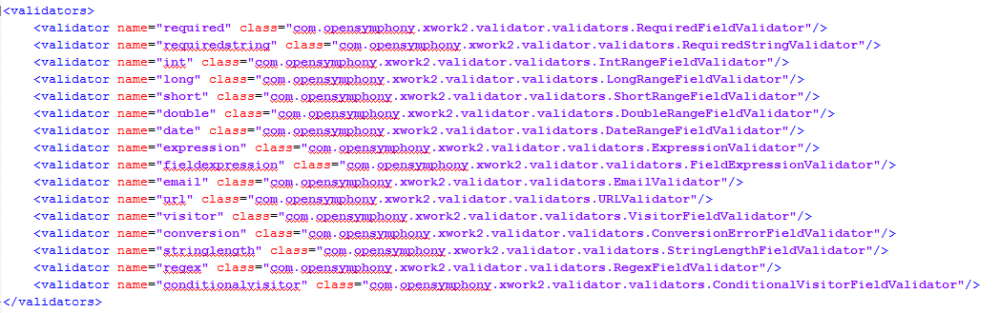 <validators>
<validator name="required" class="com.opensymphony.xwork2.validator.validators.RequiredFieldValidator"/>
<validator name="requiredstring" class="com.opensymphony.xwork2.validator.validators.RequiredStringValidator"/>
<validator name="int" class="com.opensymphony.xwork2.validator.validators.IntRangeFieldValidator"/>
<validator name="long" class="com.opensymphony.xwork2.validator.validators.LongRangeFieldValidator"/>
<validator name="short" class="com.opensymphony.xwork2.validator.validators.ShortRangeFieldValidator"/>
<validator name="double" class="com.opensymphony.xwork2.validator.validators.DoubleRangeFieldValidator"/>
<validator name="date" class="com.opensymphony.xwork2.validator.validators.DateRangeFieldValidator"/>
<validator name="expression" class="com.opensymphony.xwork2.validator.validators.ExpressionValidator"/>
<validator name="fieldexpression" class="com.opensymphony.xwork2.validator.validators.FieldExpressionValidator"/>
<validator name="email" class="com.opensymphony.xwork2.validator.validators.EmailValidator"/>
<validator name="url" class="com.opensymphony.xwork2.validator.validators.URLValidator"/>
<validator name="visitor" class="com.opensymphony.xwork2.validator.validators.VisitorFieldValidator"/>
<validator name="conversion" class="com.opensymphony.xwork2.validator.validators.ConversionErrorFieldValidator"/>
<validator name="stringlength" class="com.opensymphony.xwork2.validator.validators.StringLengthFieldValidator"/>
<validator name="regex" class="com.opensymphony.xwork2.validator.validators.RegexFieldValidator"/>
<validator name="conditionalvisitor" class="com.opensymphony.xwork2.validator.validators.ConditionalVisitorFieldValidator"/>
</validators>